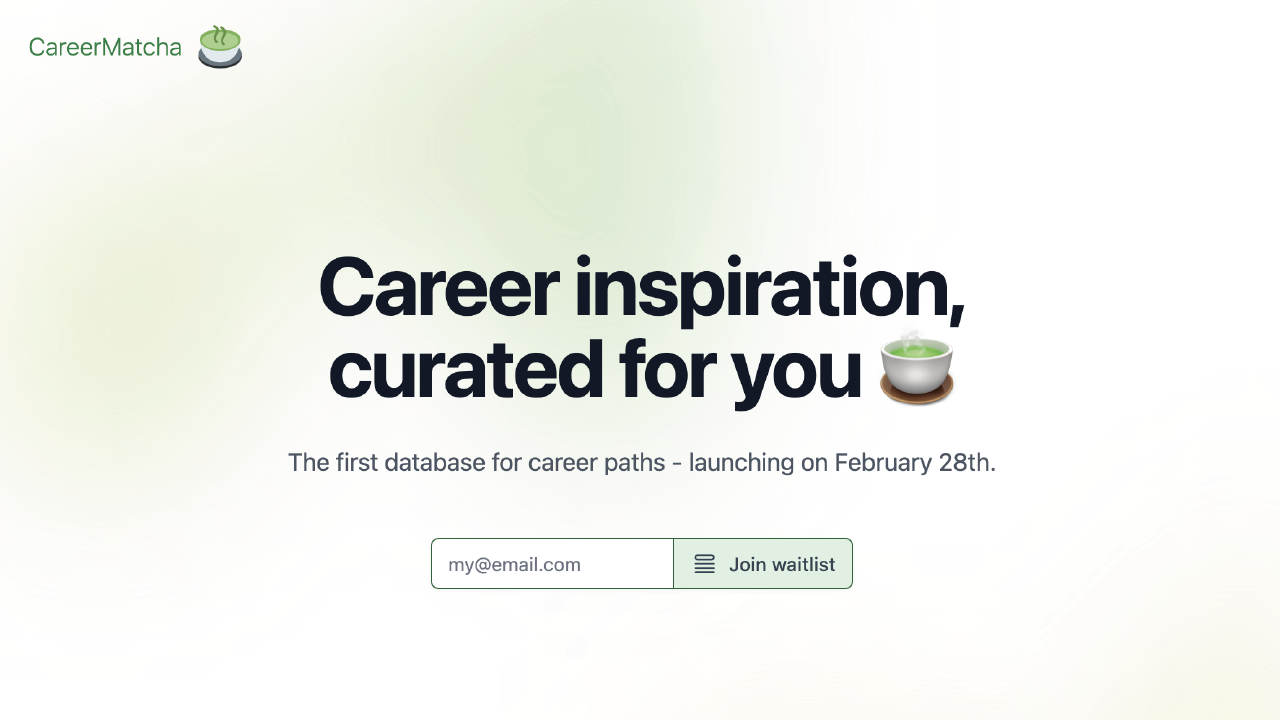 CareerMatcha
Career inspiration,
curated for you
The first database for career paths - launching on February 28th.
my@email.com
Join waitlist